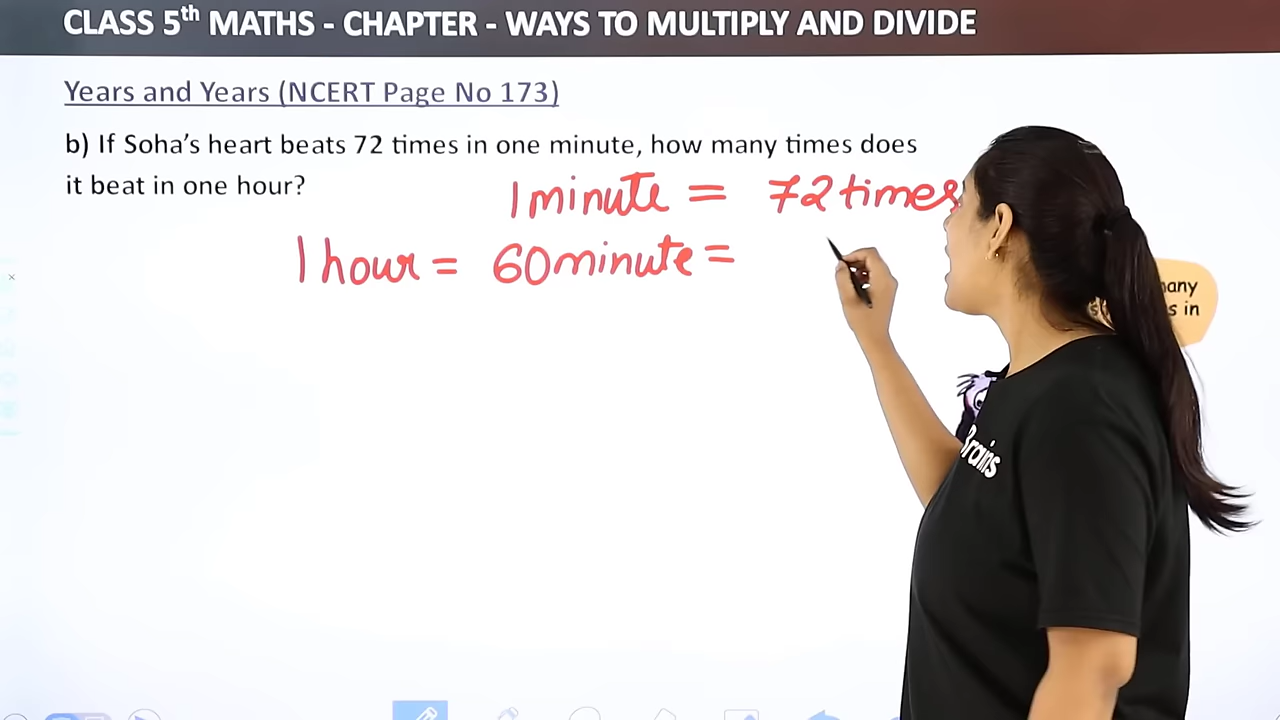 CLASS 5th MATHS - CHAPTER - WAYS TO MULTIPLY AND DIVIDE
Years and Years (NCERT Page No 173)
b) If Soha's heart beats 72 times in one minute, how many times does
it beat in one hour?
1 minute = 72 times
1 hour = 60 minute =
s in
Brains